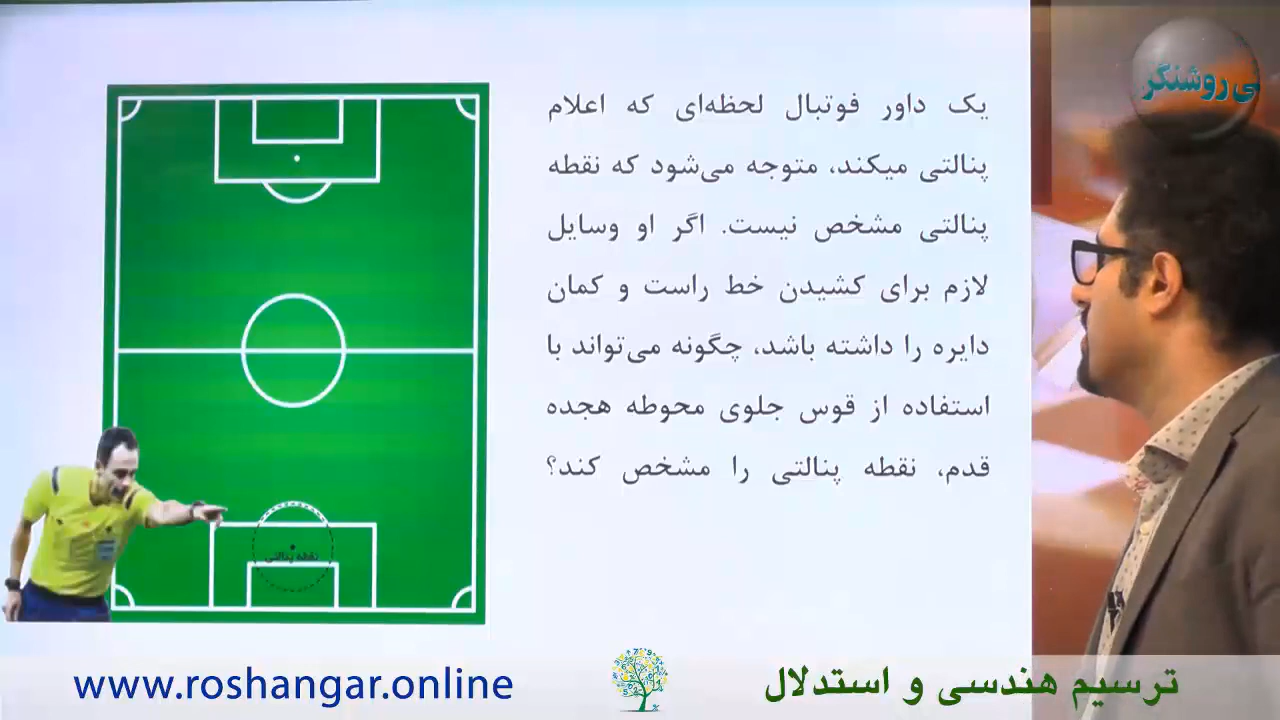 ی روشنگر
یک داور فوتبال لحظه‌ای که اعلام
پنالتی میکند، متوجه می‌شود که نقطه
پنالتی مشخص نیست. اگر او وسایل
لازم برای کشیدن خط راست و کمان
دایره را داشته باشد، چگونه می‌تواند با
استفاده از قوس جلوی محوطه هجده
قدم، نقطه پنالتی را مشخص کند؟
نقطه پنالتی
www.roshangar.online
ترسیم هندسی و استدلال